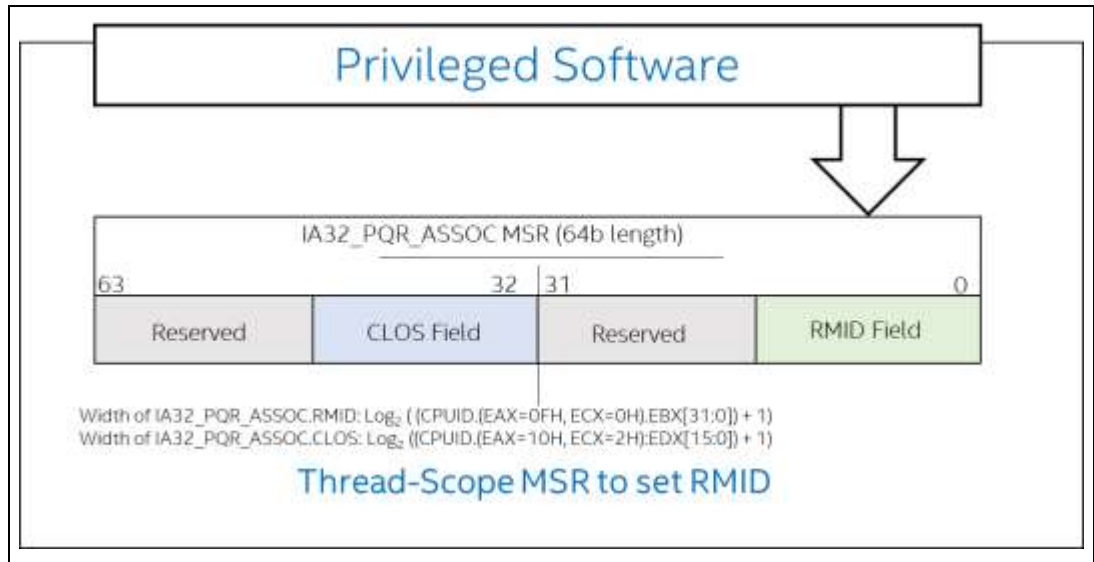 Privileged Software
IA32_PQR_ASSOC MSR (64b length)
63 32 31 0
Reserved CLOS Field Reserved RMID Field
Width of IA32_PQR_ASSOC.RMID: Log₂ ( (CPUID.(EAX=0FH, ECX=0H).EBX[31:0]) + 1)
Width of IA32_PQR_ASSOC.CLOS: Log₂ ((CPUID.(EAX=10H, ECX=2H):EDX[15:0]) + 1)
Thread-Scope MSR to set RMID